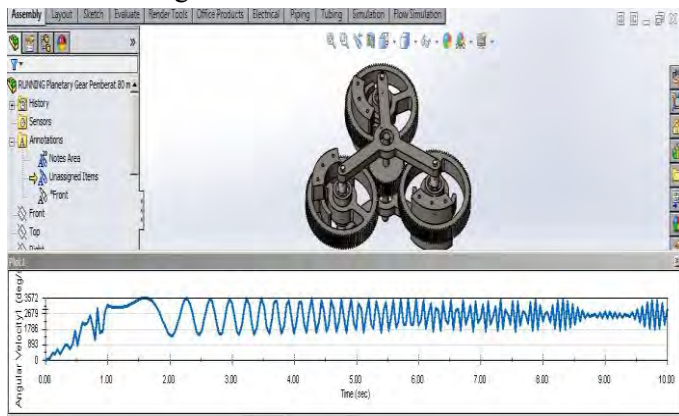 Assembly Layout Sketch Evaluate Render Tools Office Products Electrical Piping Tubing Simulation Flow Simulation
RUNNING Planetary Gear Pemberat 80 m
History
Sensors
Annotations
Notes Area
Unassigned Items
*Front
Front
Top
Right
Plot1
Angular Velocity1 (deg/
3572
2679
1786
893
0
0.00 1.00 2.00 3.00 4.00 5.00 6.00 7.00 8.00 9.00 10.00
Time (sec)